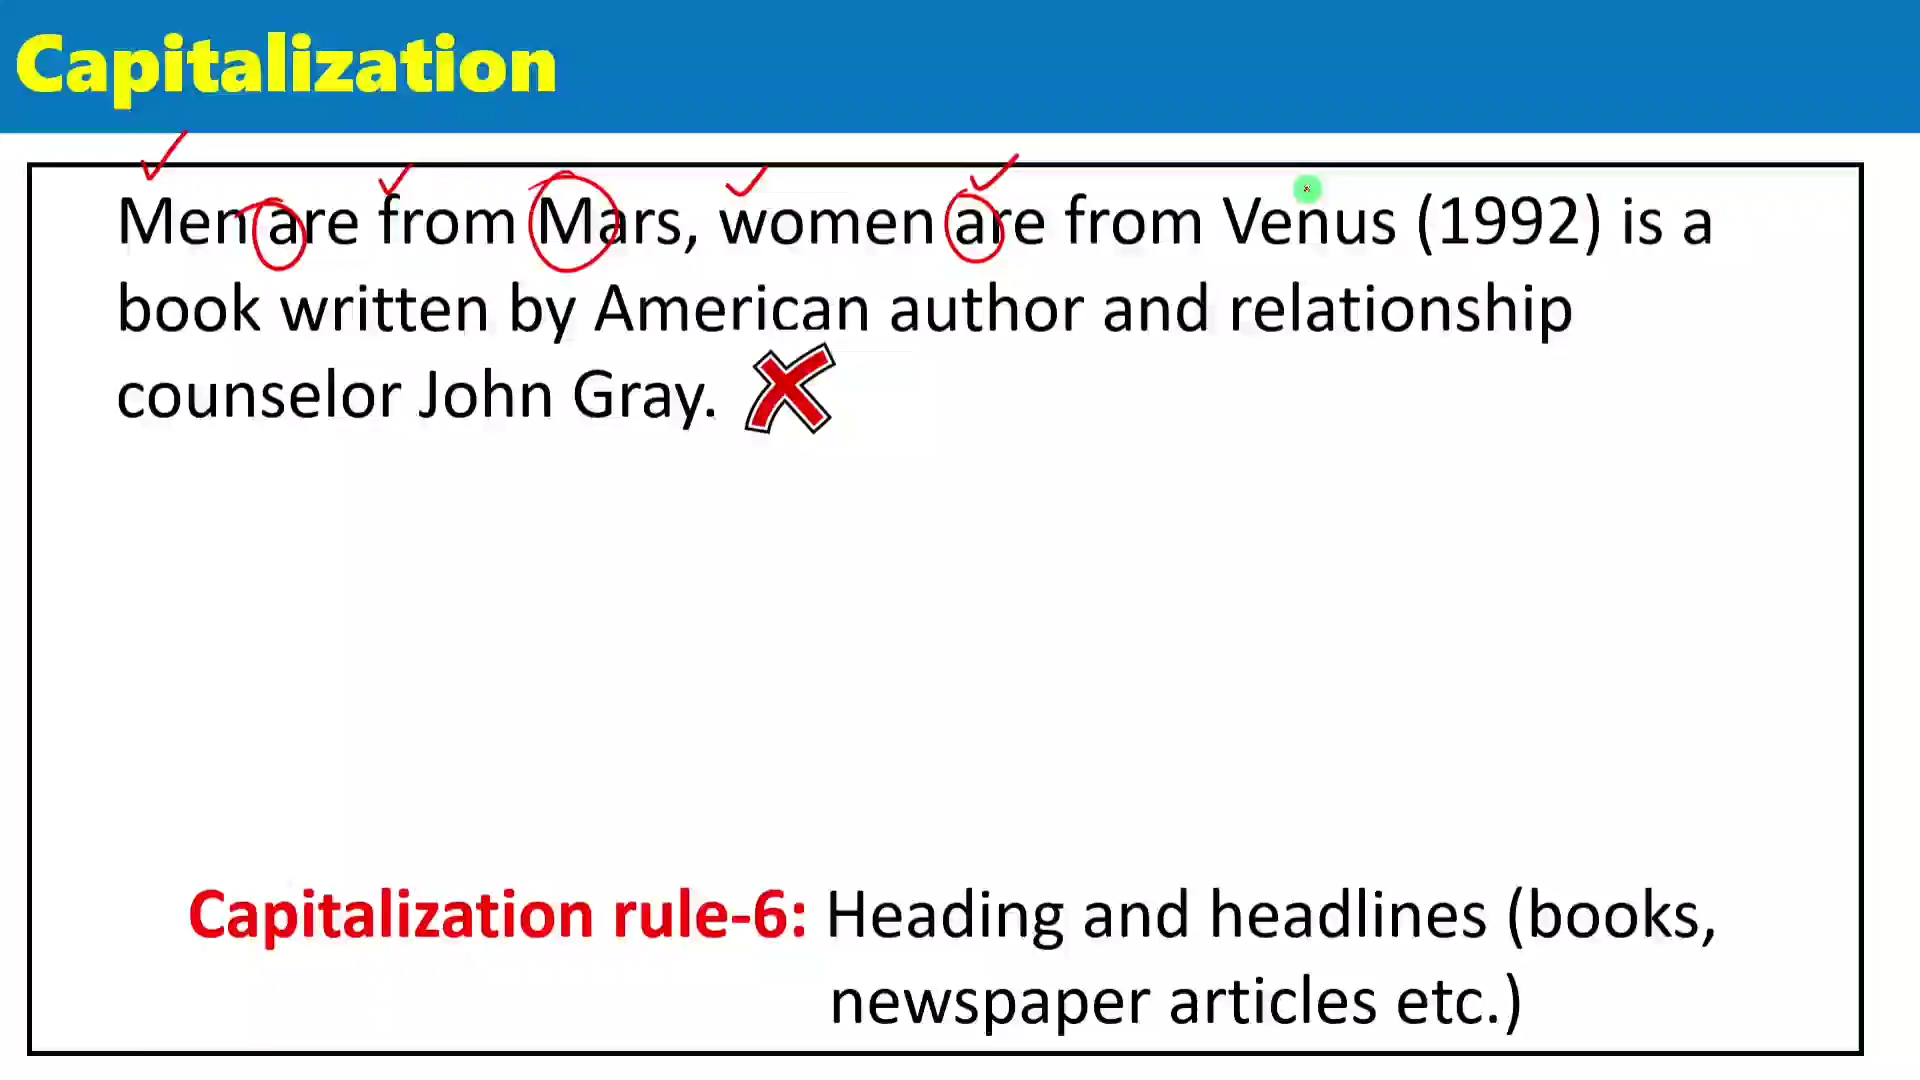 Capitalization
Men are from Mars, women are from Venus (1992) is a
book written by American author and relationship
counselor John Gray.
Capitalization rule-6: Heading and headlines (books,
newspaper articles etc.)